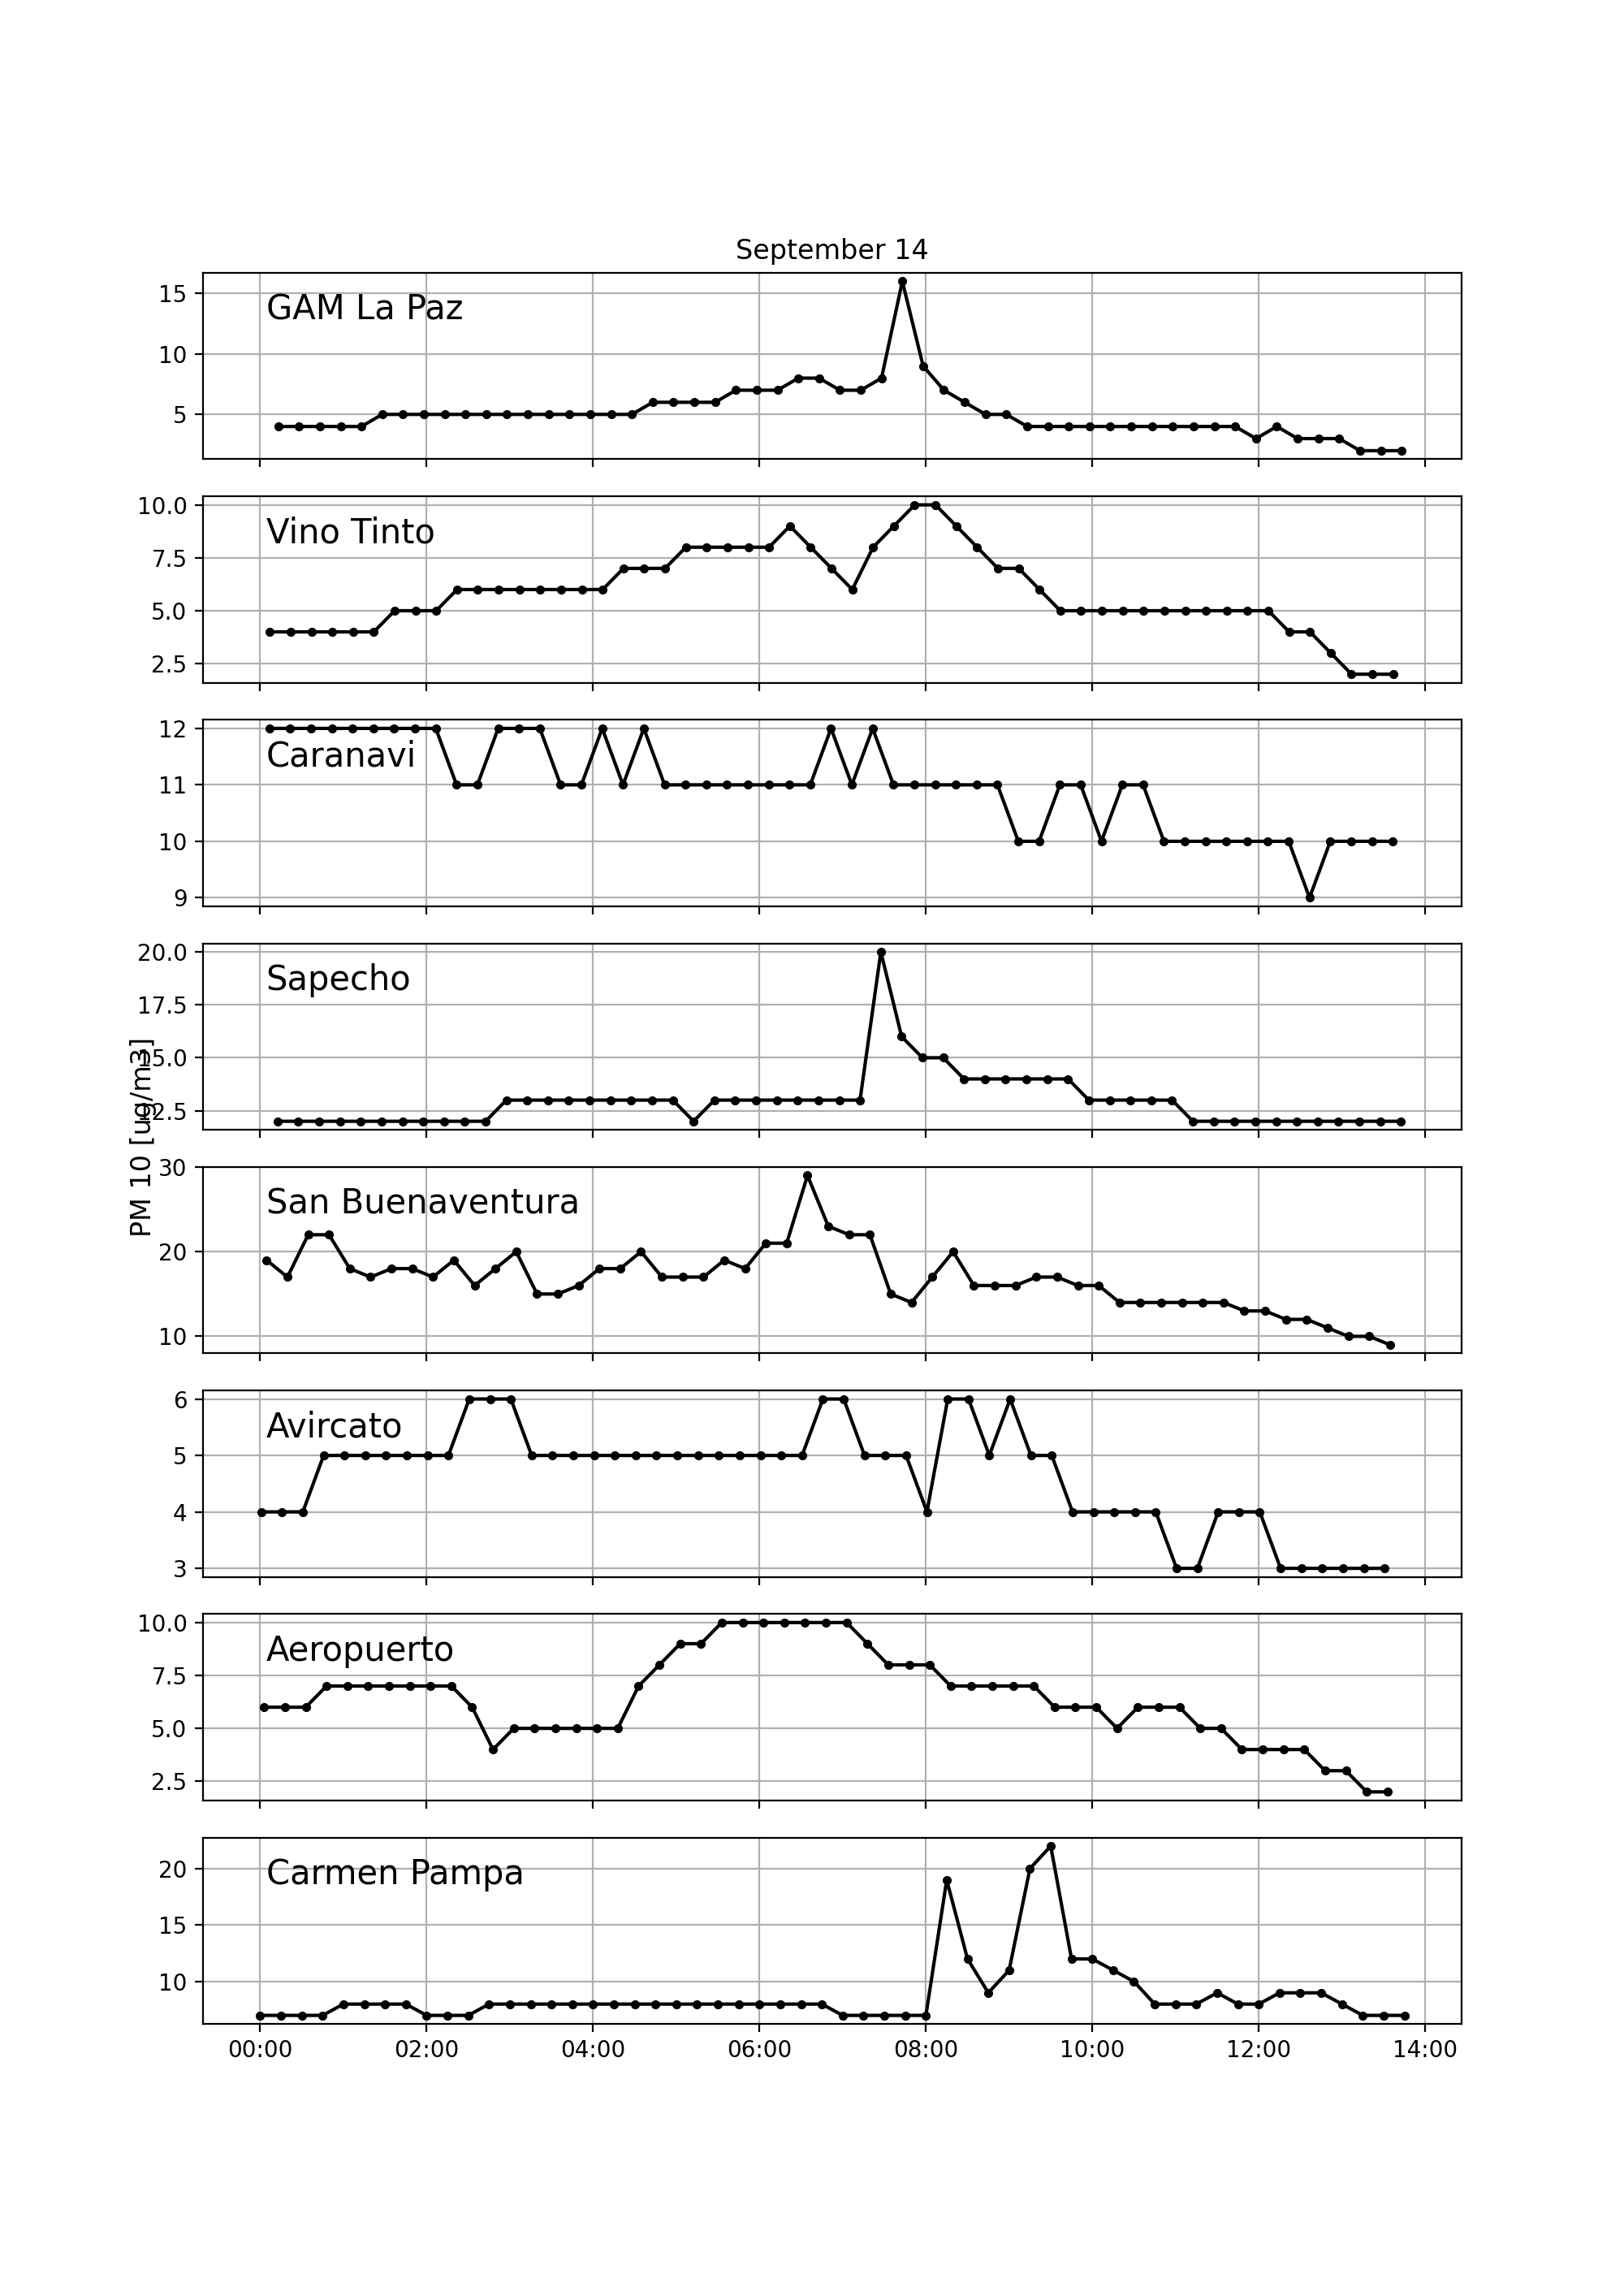 September 14
15
GAM La Paz
10
5
10.0
Vino Tinto
7.5
5.0
2.5
12
Caranavi
11
10
9
20.0
Sapecho
17.5
15.0
12.5
PM 10 [ug/m3]
30
San Buenaventura
20
10
6
Avircato
5
4
3
10.0
Aeropuerto
7.5
5.0
2.5
20
Carmen Pampa
15
10
00:00 02:00 04:00 06:00 08:00 10:00 12:00 14:00